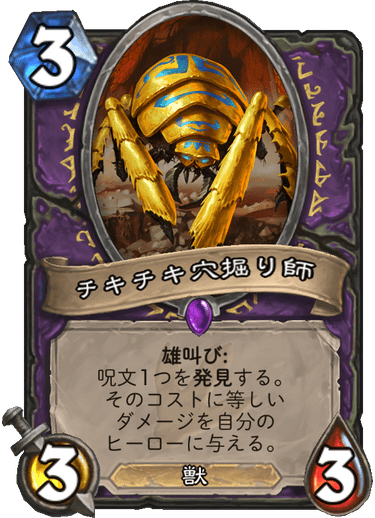 3
チキチキ穴掘り師
雄叫び:
呪文1つを発見する。
そのコストに等しい
ダメージを自分の
ヒーローに与える。
3
獣
3